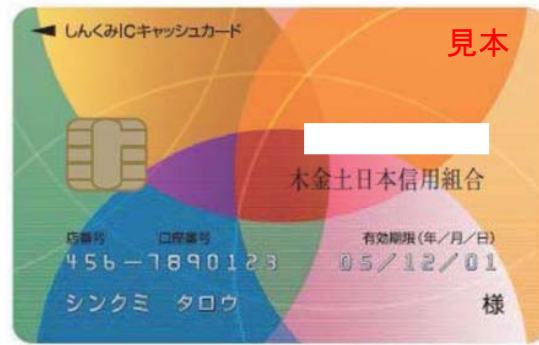 しんくみICキャッシュカード
見本
木金土日本信用組合
店番号 口座番号 有効期限(年/月/日)
456-7890123 05/12/01
シンクミ タロウ 様